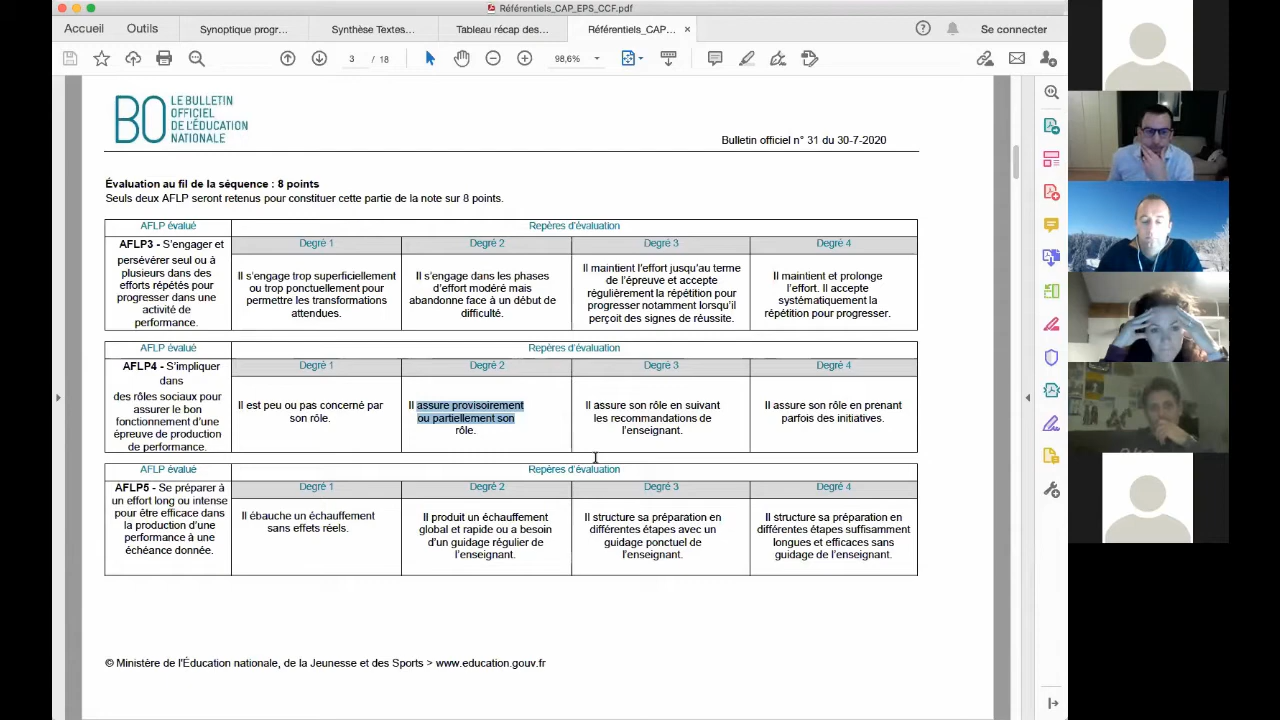 Référentiels_CAP_EPS_CCF.pdf
Accueil Outils Synoptique progr... Synthèse Textes... Tableau récap des... Référentiels_CAP... × Se connecter
3 / 18 98,6%
BO LE BULLETIN
OFFICIEL
DE L'ÉDUCATION
NATIONALE
Bulletin officiel n° 31 du 30-7-2020
Évaluation au fil de la séquence : 8 points
Seuls deux AFLP seront retenus pour constituer cette partie de la note sur 8 points.
AFLP évalué Repères d'évaluation
Degré 1 Degré 2 Degré 3 Degré 4
AFLP3 - S'engager et
persévérer seul ou à
plusieurs dans des
efforts répétés pour
progresser dans une
activité de
performance.
Il s'engage trop superficiellement
ou trop ponctuellement pour
permettre les transformations
attendues.
Il s'engage dans les phases
d'effort modéré mais
abandonne face à un début de
difficulté.
Il maintient l'effort jusqu'au terme
de l'épreuve et accepte
régulièrement la répétition pour
progresser notamment lorsqu'il
perçoit des signes de réussite.
Il maintient et prolonge
l'effort. Il accepte
systématiquement la
répétition pour progresser.
AFLP évalué Repères d'évaluation
Degré 1 Degré 2 Degré 3 Degré 4
AFLP4 - S'impliquer
dans
des rôles sociaux pour
assurer le bon
fonctionnement d'une
épreuve de production
de performance.
Il est peu ou pas concerné par
son rôle.
Il assure provisoirement
ou partiellement son
rôle.
Il assure son rôle en suivant
les recommandations de
l'enseignant.
Il assure son rôle en prenant
parfois des initiatives.
AFLP évalué Repères d'évaluation
Degré 1 Degré 2 Degré 3 Degré 4
AFLP5 - Se préparer à
un effort long ou intense
pour être efficace dans
la production d'une
performance à une
échéance donnée.
Il ébauche un échauffement
sans effets réels.
Il produit un échauffement
global et rapide ou a besoin
d'un guidage régulier de
l'enseignant.
Il structure sa préparation en
différentes étapes avec un
guidage ponctuel de
l'enseignant.
Il structure sa préparation en
différentes étapes suffisamment
longues et efficaces sans
guidage de l'enseignant.
© Ministère de l'Éducation nationale, de la Jeunesse et des Sports > www.education.gouv.fr